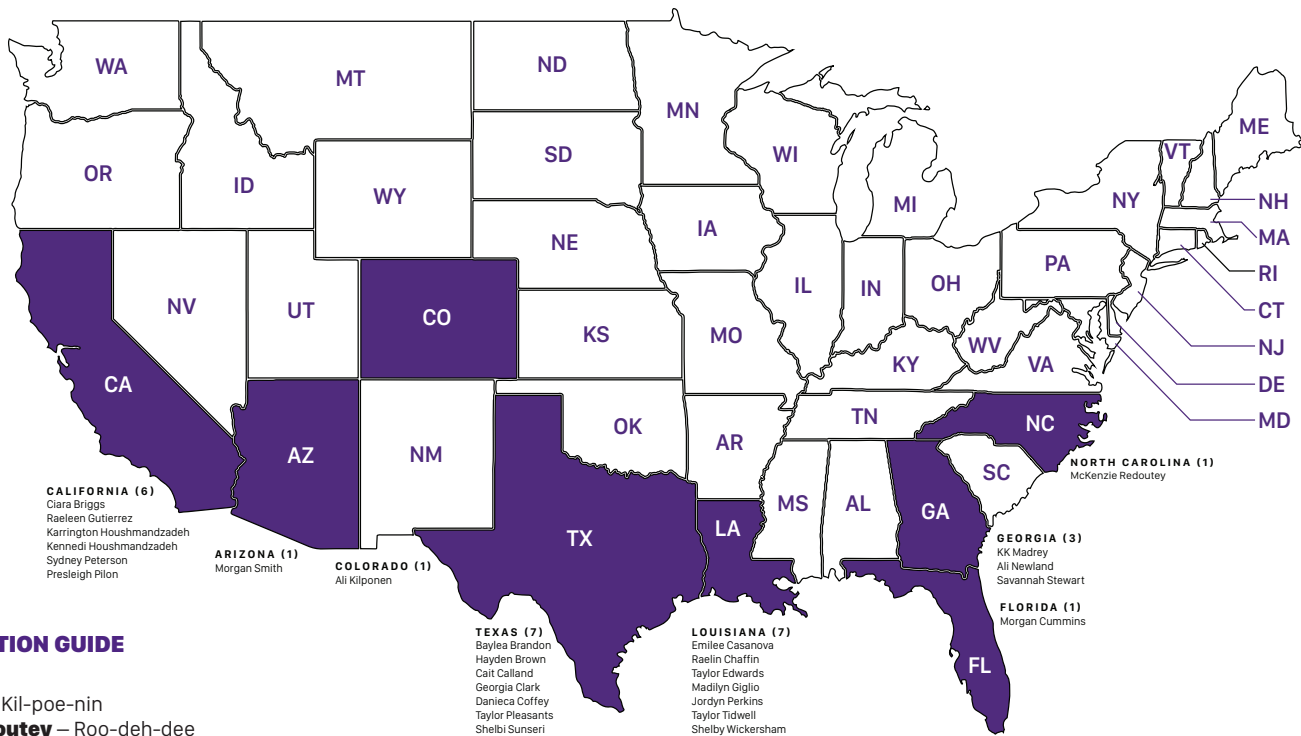 WA
MT
ND
MN
OR
ID
WY
SD
WI
MI
NY
VT
ME
NH
MA
RI
CT
NJ
DE
MD
NE
IA
PA
NV
UT
CO
KS
MO
IL
IN
OH
WV
VA
KY
CA
AZ
NM
OK
AR
TN
NC
SC
TX
LA
MS
AL
GA
FL
CALIFORNIA (6)
Ciara Briggs
Raeleen Gutierrez
Karrington Houshmandzadeh
Kennedi Houshmandzadeh
Sydney Peterson
Presleigh Pilon
ARIZONA (1)
Morgan Smith
COLORADO (1)
Ali Kilponen
TEXAS (7)
Baylea Brandon
Hayden Brown
Cait Calland
Georgia Clark
Danieca Coffey
Taylor Pleasants
Shelbi Sunseri
LOUISIANA (7)
Emilee Casanova
Raelin Chaffin
Taylor Edwards
Madilyn Giglio
Jordyn Perkins
Taylor Tidwell
Shelby Wickersham
NORTH CAROLINA (1)
McKenzie Redoutey
GEORGIA (3)
KK Madrey
Ali Newland
Savannah Stewart
FLORIDA (1)
Morgan Cummins
TION GUIDE
Kil-poe-nin
outey – Roo-deh-dee